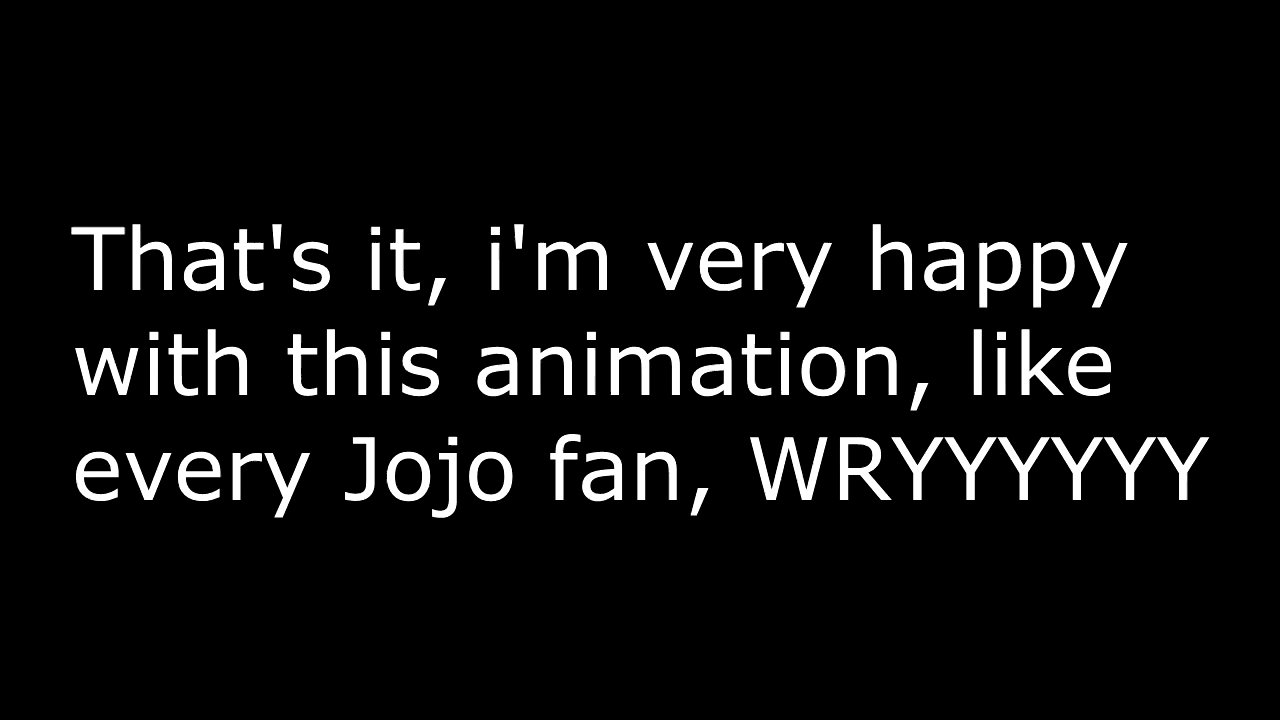 That's it, i'm very happy
with this animation, like
every Jojo fan, WRYYYYYY